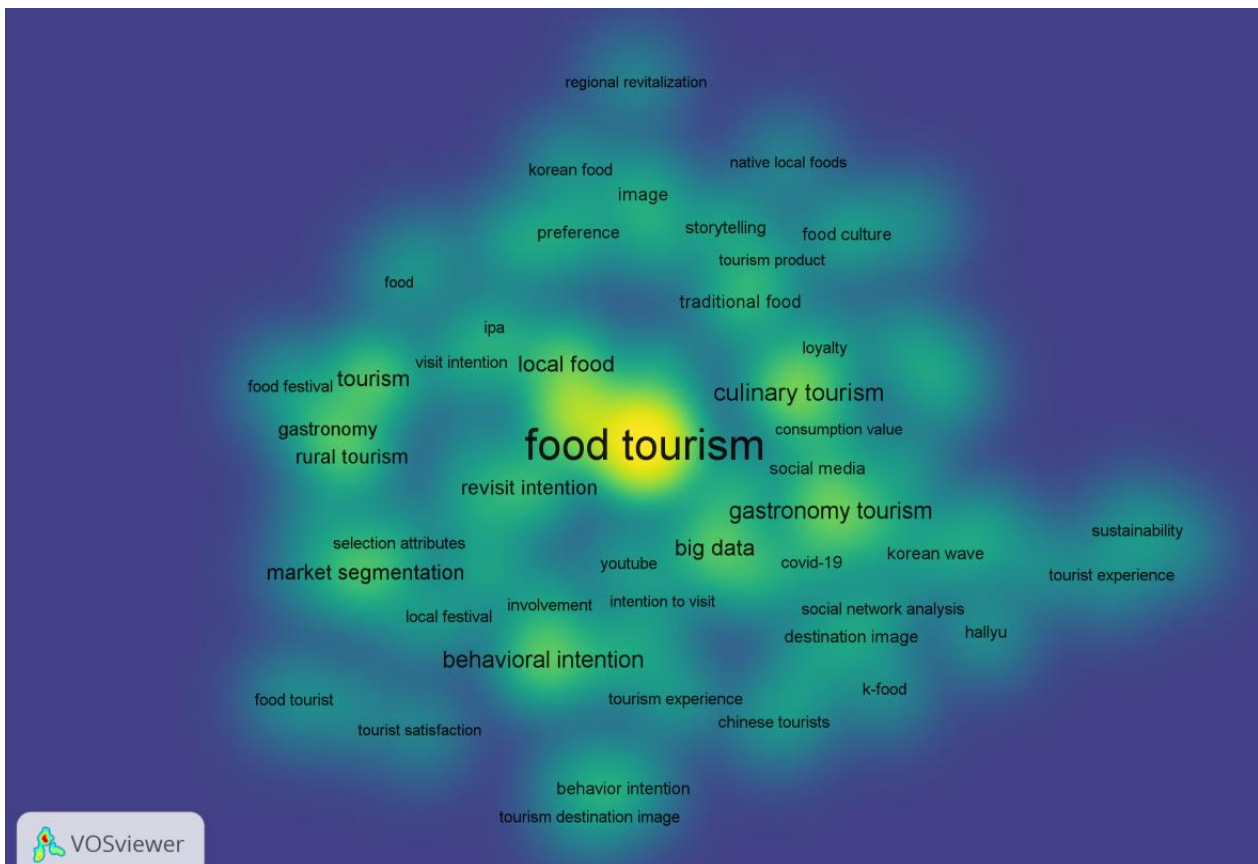 regional revitalization
native local foods
korean food
image
storytelling
preference
food culture
tourism product
food
traditional food
ipa
loyalty
visit intention
local food
food festival
tourism
culinary tourism
gastronomy
consumption value
food tourism
rural tourism
social media
revisit intention
gastronomy tourism
sustainability
selection attributes
big data
korean wave
youtube
covid-19
market segmentation
tourist experience
involvement
intention to visit
local festival
social network analysis
destination image
hallyu
behavioral intention
k-food
food tourist
tourism experience
chinese tourists
tourist satisfaction
behavior intention
tourism destination image
VOSviewer